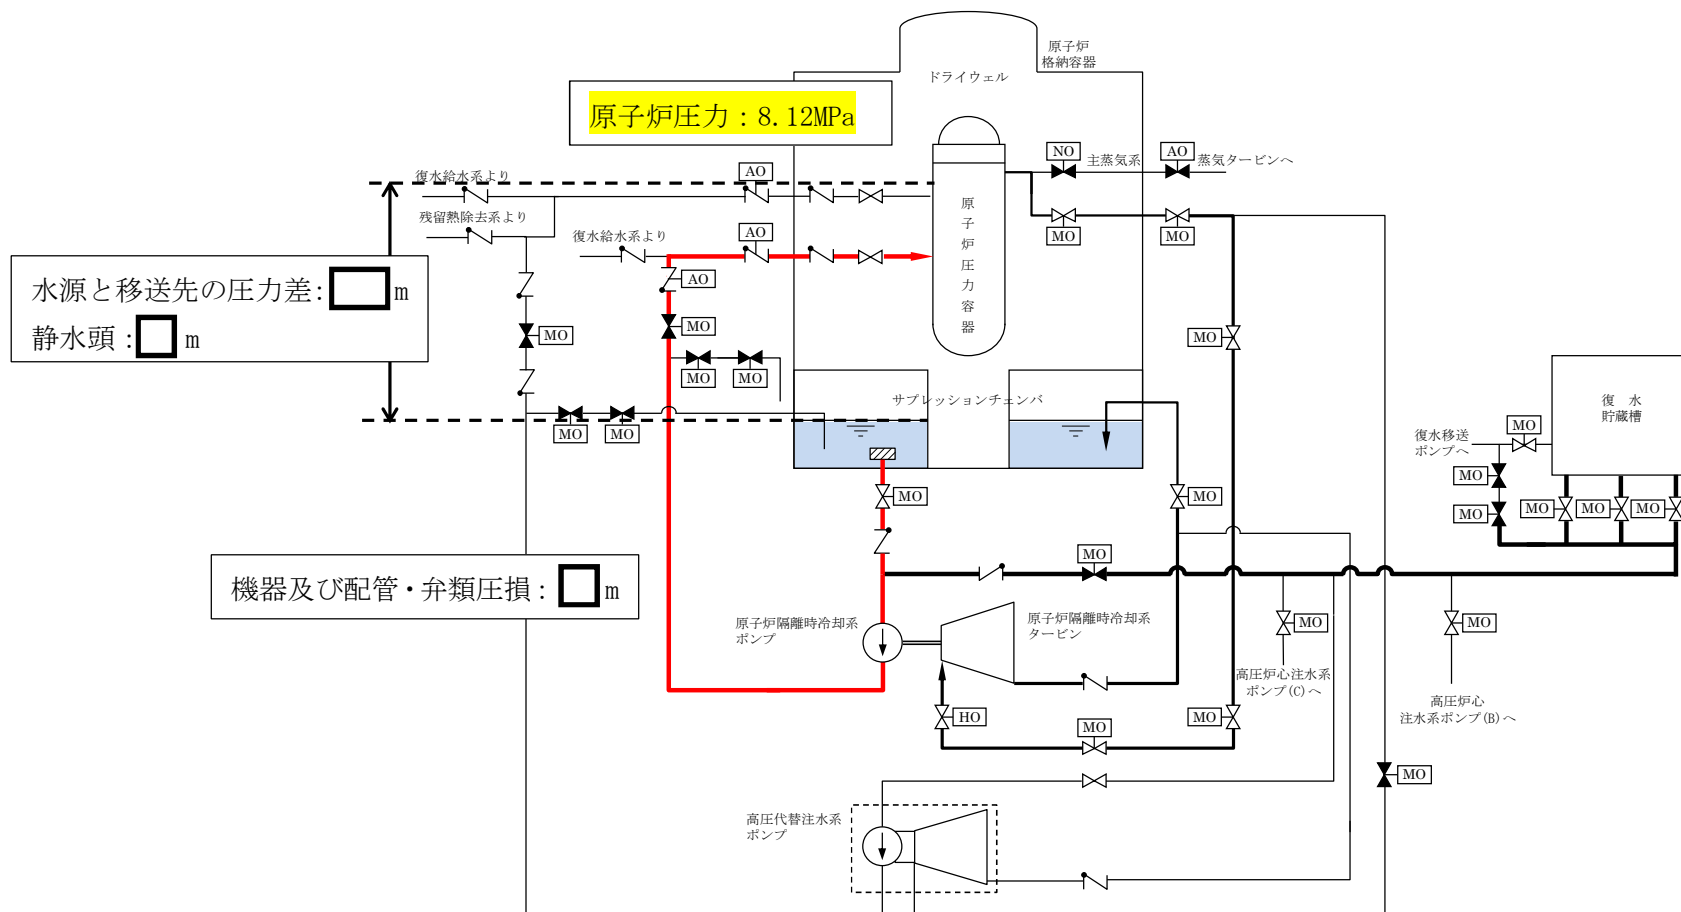 原子炉
格納容器
ドライウェル
原子炉圧力：8.12MPa
NO
主蒸気系
AO
蒸気タービンへ
復水給水系より
AO
残留熱除去系より
原子炉圧力容器
MO
MO
復水給水系より
AO
AO
水源と移送先の圧力差：m
静水頭：m
MO
MO
MO
MO
MO
サプレッションチェンバ
復　水
貯蔵槽
MO
MO
MO
復水移送
ポンプへ
MO
MO
MO
MO
MO
MO
MO
MO
機器及び配管・弁類圧損：m
原子炉隔離時冷却系
ポンプ
原子炉隔離時冷却系
タービン
MO
MO
高圧炉心注水系
ポンプ(C)へ
高圧炉心
注水系ポンプ(B)へ
HO
MO
MO
MO
高圧代替注水系
ポンプ